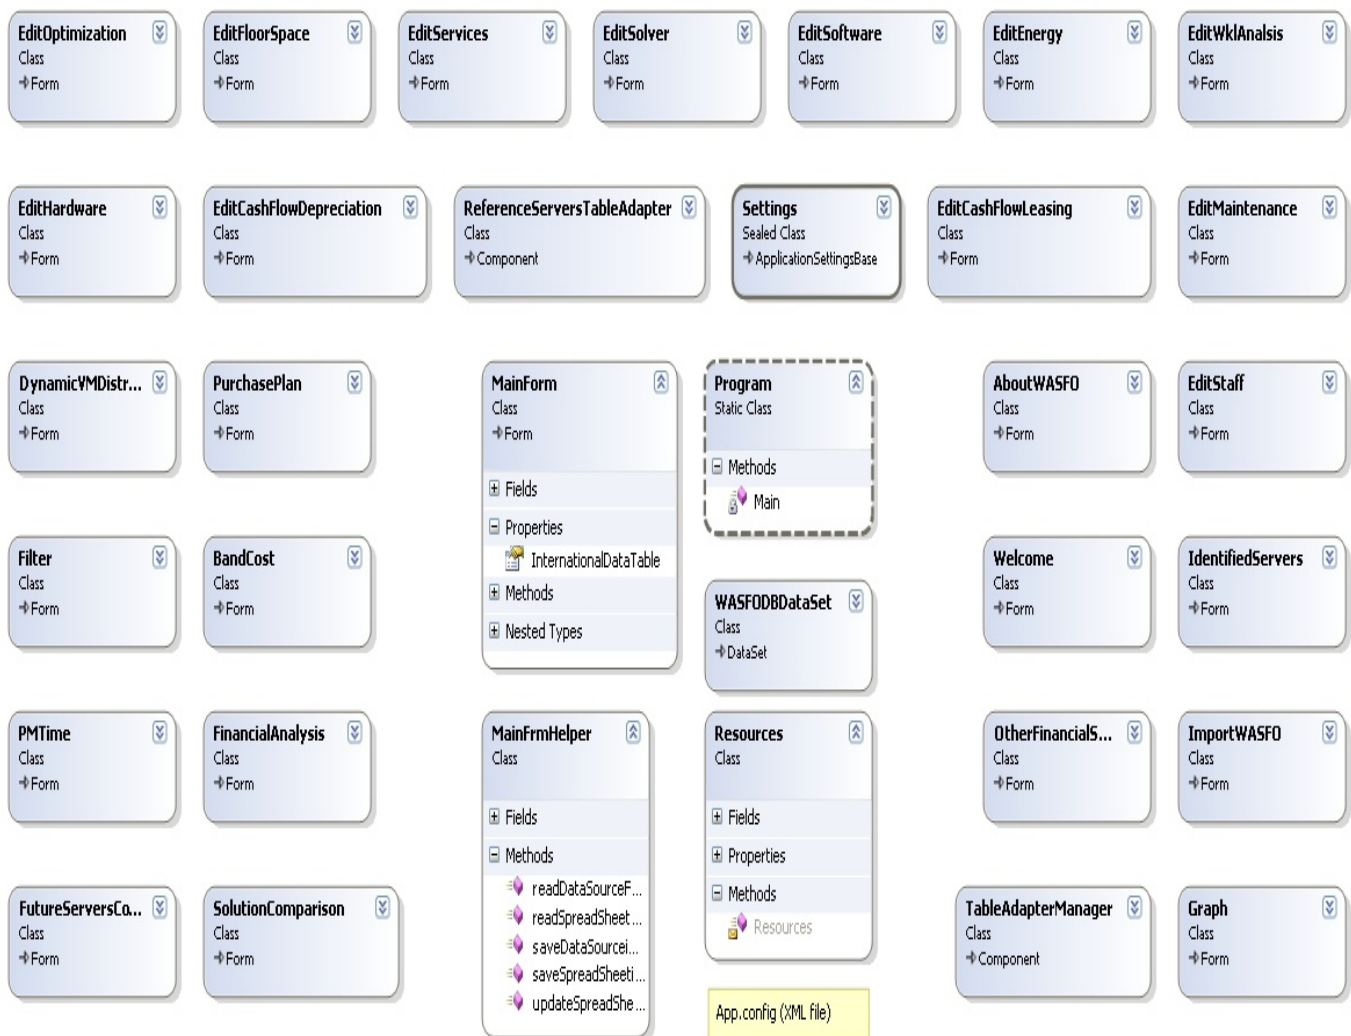 EditOptimization
Class
Form
EditFloorSpace
Class
Form
EditServices
Class
Form
EditSolver
Class
Form
EditSoftware
Class
Form
EditEnergy
Class
Form
EditWklAnalsis
Class
Form
EditHardware
Class
Form
EditCashFlowDepreciation
Class
Form
ReferenceServersTableAdapter
Class
Component
Settings
Sealed Class
ApplicationSettingsBase
EditCashFlowLeasing
Class
Form
EditMaintenance
Class
Form
DynamicVMDistr...
Class
Form
PurchasePlan
Class
Form
MainForm
Class
Form
Fields
Properties
InternationalDataTable
Methods
Nested Types
Program
Static Class
Methods
Main
AboutWASFO
Class
Form
EditStaff
Class
Form
Filter
Class
Form
BandCost
Class
Form
WASFODBDataSet
Class
DataSet
Welcome
Class
Form
IdentifiedServers
Class
Form
PMTime
Class
Form
FinancialAnalysis
Class
Form
MainFrmHelper
Class
Fields
Methods
readDataSourceF...
readSpreadSheet...
saveDataSourcei...
saveSpreadSheeti...
updateSpreadShe...
Resources
Class
Fields
Properties
Methods
Resources
OtherFinancialS...
Class
Form
ImportWASFO
Class
Form
FutureServersCo...
Class
Form
SolutionComparison
Class
Form
TableAdapterManager
Class
Component
Graph
Class
Form
App.config (XML file)